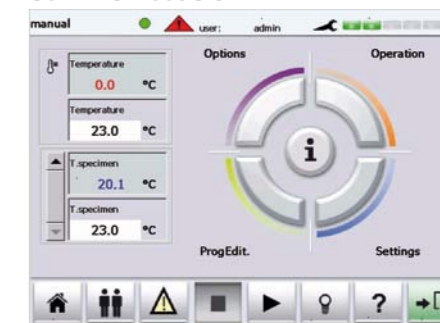 manual user: admin
Options Operation
Temperature
0.0 °C
Temperature
23.0 °C
T.specimen
20.1 °C
T.specimen
23.0 °C
i
ProgEdit. Settings
?